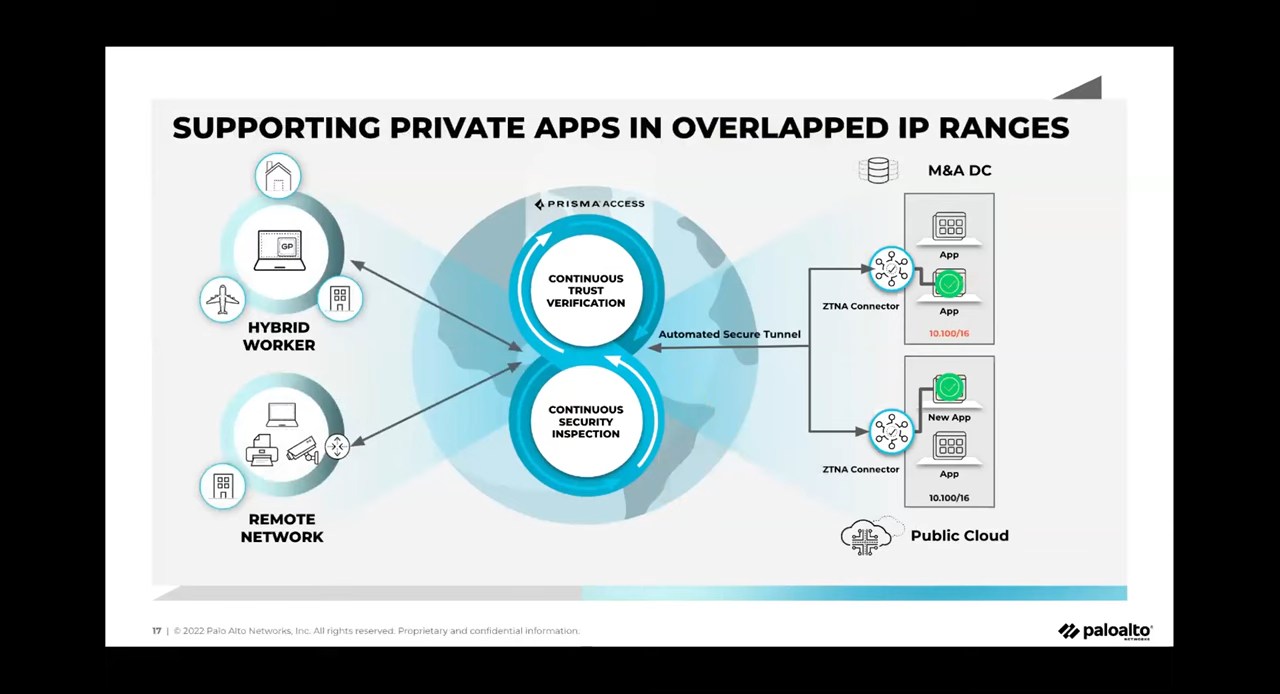 SUPPORTING PRIVATE APPS IN OVERLAPPED IP RANGES
M&A DC
PRISMA ACCESS
GP
HYBRID
WORKER
CONTINUOUS
TRUST
VERIFICATION
Automated Secure Tunnel
App
ZTNA Connector
App
10.100/16
REMOTE
NETWORK
CONTINUOUS
SECURITY
INSPECTION
New App
ZTNA Connector
App
10.100/16
Public Cloud
17 | © 2022 Palo Alto Networks, Inc. All rights reserved. Proprietary and confidential information.
paloalto
NETWORKS